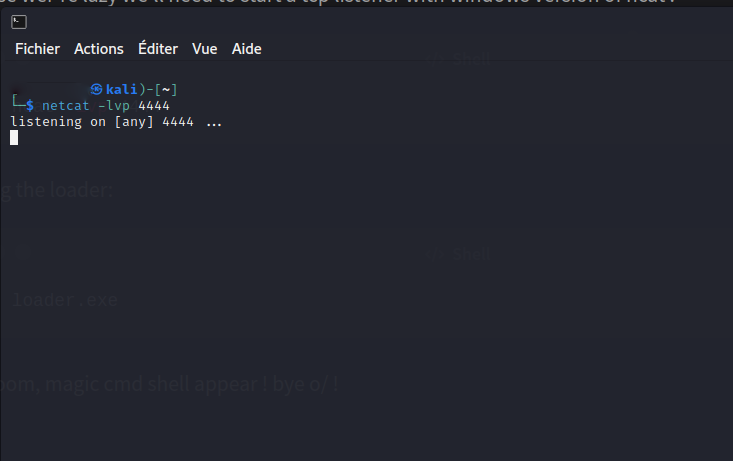 Fichier Actions Éditer Vue Aide
㉿kali)-[~]
└─$ netcat -lvp 4444
listening on [any] 4444 ...
g the loader:
loader.exe
oom, magic cmd shell appear ! bye o/ !